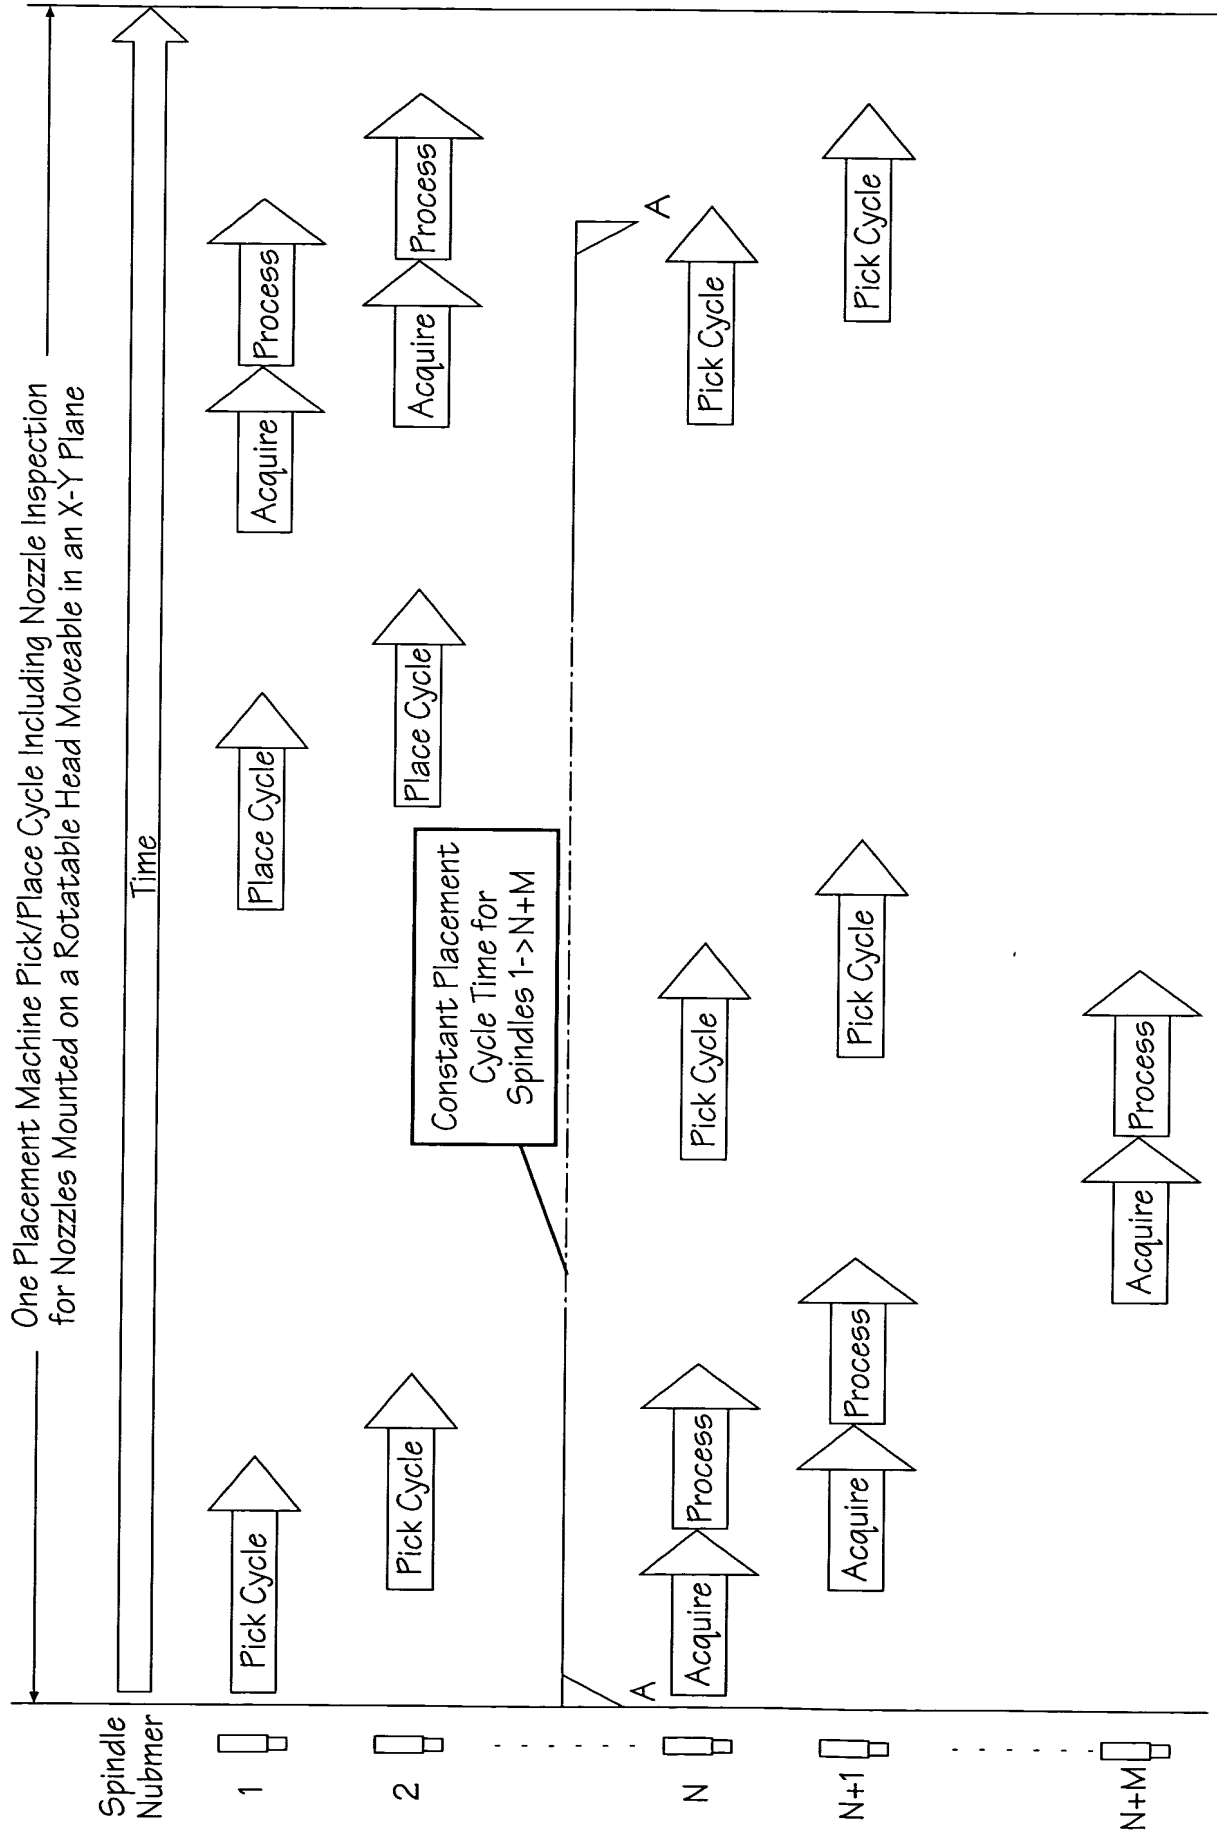 One Placement Machine Pick/Place Cycle Including Nozzle Inspection
for Nozzles Mounted on a Rotatable Head Moveable in an X-Y Plane
Spindle
Nubmer
Time
1
Pick Cycle
Place Cycle
Acquire
Process
2
Pick Cycle
Place Cycle
Acquire
Process
Constant Placement
Cycle Time for
Spindles 1->N+M
A
A
N
Acquire
Process
Pick Cycle
Pick Cycle
N+1
Acquire
Process
Pick Cycle
Pick Cycle
N+M
Acquire
Process